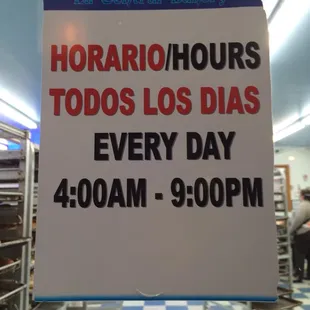 HORARIO/HOURS
TODOS LOS DIAS
EVERY DAY
4:00AM - 9:00PM